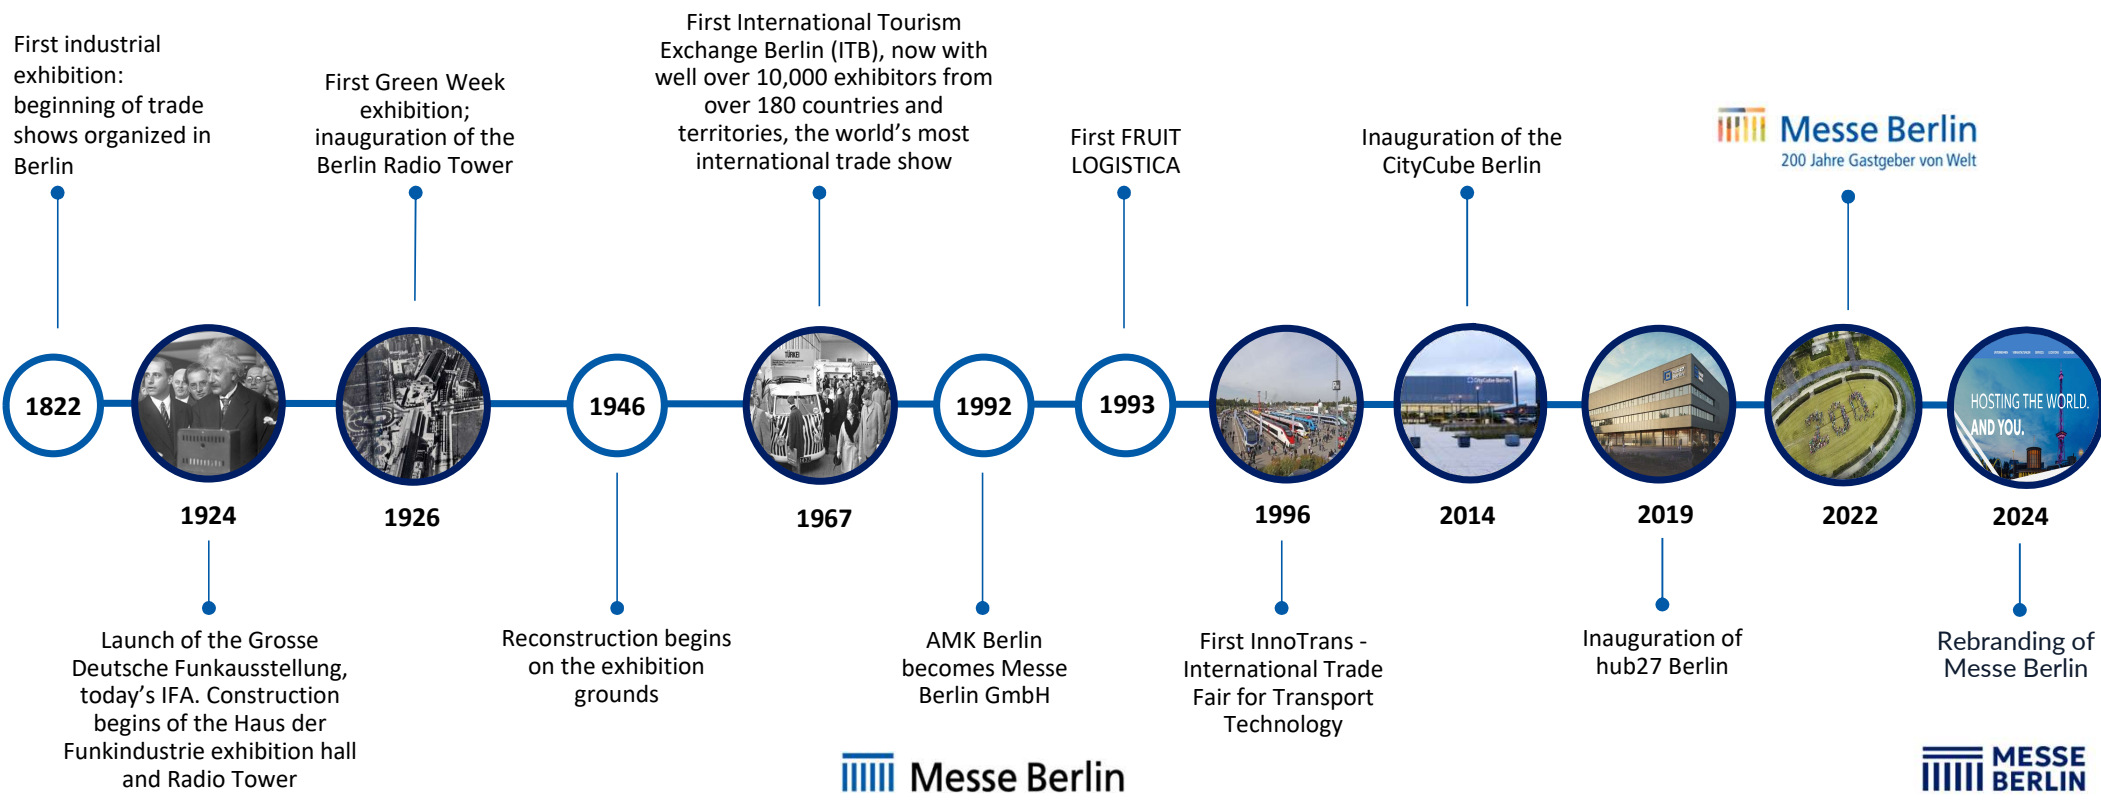 First industrial
exhibition:
beginning of trade
shows organized in
Berlin
1822
1924
Launch of the Grosse
Deutsche Funkausstellung,
today's IFA. Construction
begins of the Haus der
Funkindustrie exhibition hall
and Radio Tower
First Green Week
exhibition;
inauguration of the
Berlin Radio Tower
1926
1946
Reconstruction begins
on the exhibition
grounds
First International Tourism
Exchange Berlin (ITB), now with
well over 10,000 exhibitors from
over 180 countries and
territories, the world's most
international trade show
TÜRKEI
1967
1992
AMK Berlin
becomes Messe
Berlin GmbH
Messe Berlin
First FRUIT
LOGISTICA
1993
1996
First InnoTrans -
International Trade
Fair for Transport
Technology
Inauguration of the
CityCube Berlin
CityCube Berlin
2014
2019
Inauguration of
hub27 Berlin
Messe Berlin
200 Jahre Gastgeber von Welt
200
2022
HOSTING THE WORLD.
AND YOU.
2024
Rebranding of
Messe Berlin
MESSE
BERLIN